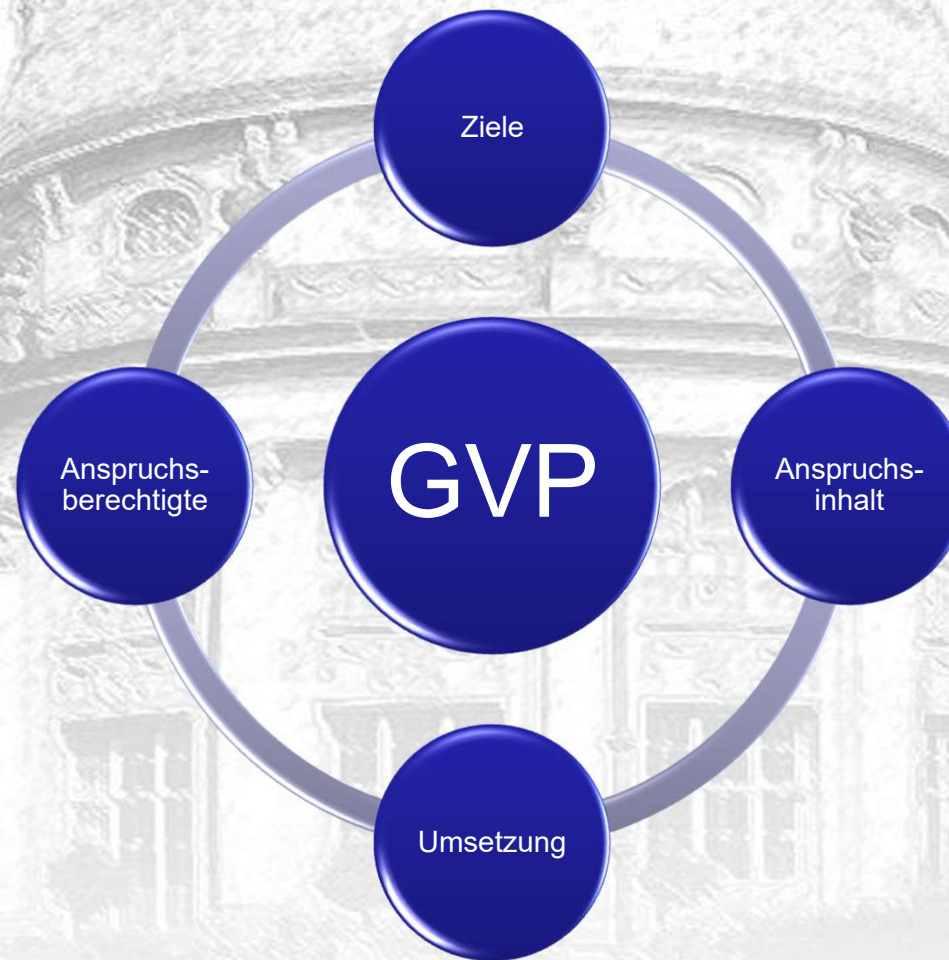 Ziele
Anspruchs-
berechtigte
GVP
Anspruchs-
inhalt
Umsetzung